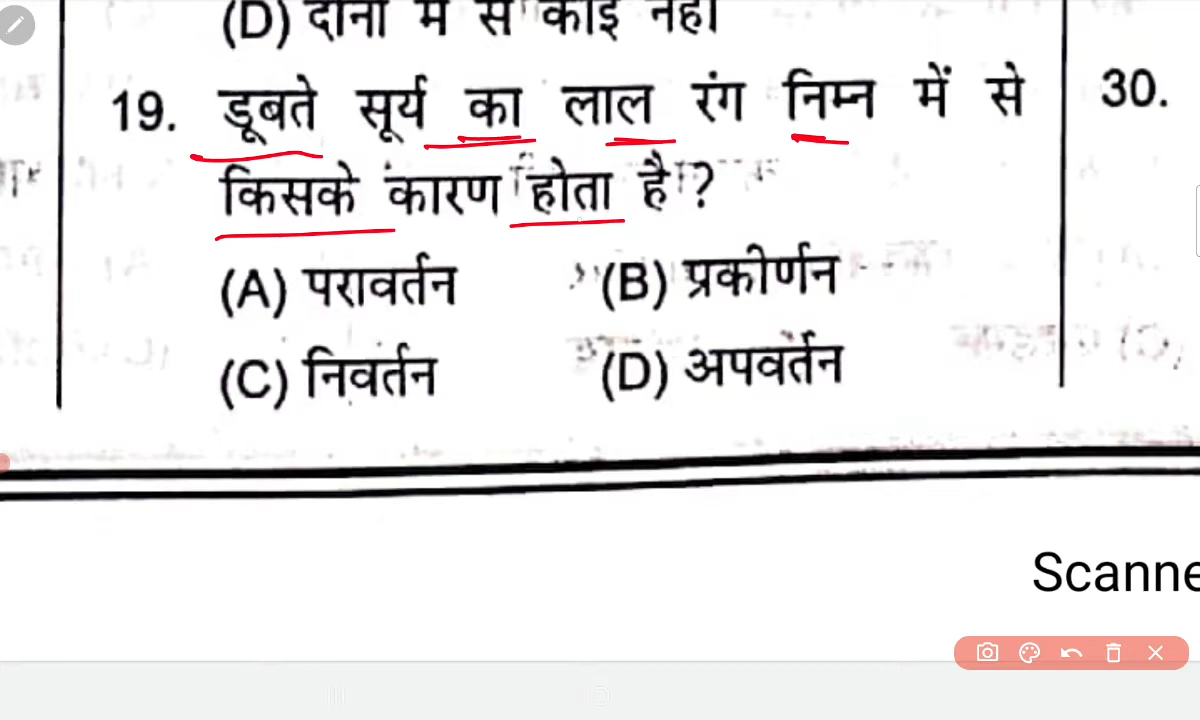 (D) दोनों में से कोई नहीं
19. डूबते सूर्य का लाल रंग निम्न में से
किसके कारण होता है ?
(A) परावर्तन (B) प्रकीर्णन
(C) निवर्तन (D) अपवर्तन
30.
Scanne